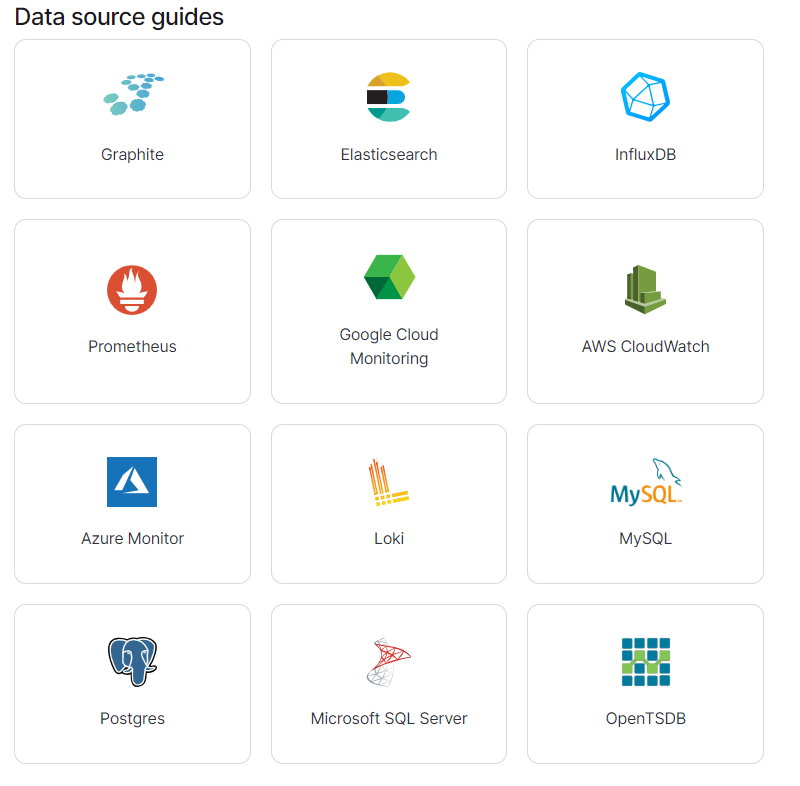 Data source guides
Graphite
Elasticsearch
InfluxDB
Prometheus
Google Cloud
Monitoring
AWS CloudWatch
Azure Monitor
Loki
MySQL
MySQL
Postgres
Microsoft SQL Server
OpenTSDB